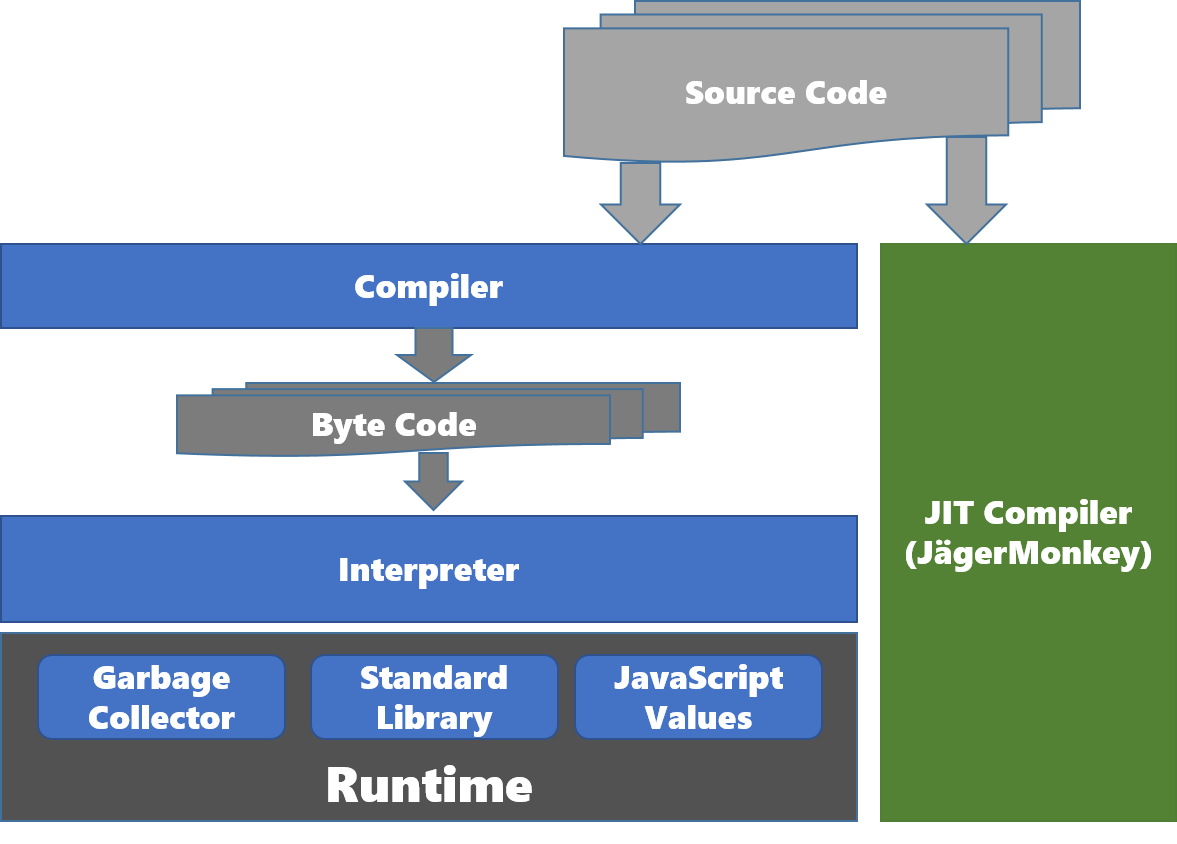 Source Code
Compiler
Byte Code
Interpreter
JIT Compiler
(JägerMonkey)
Garbage
Collector
Standard
Library
JavaScript
Values
Runtime